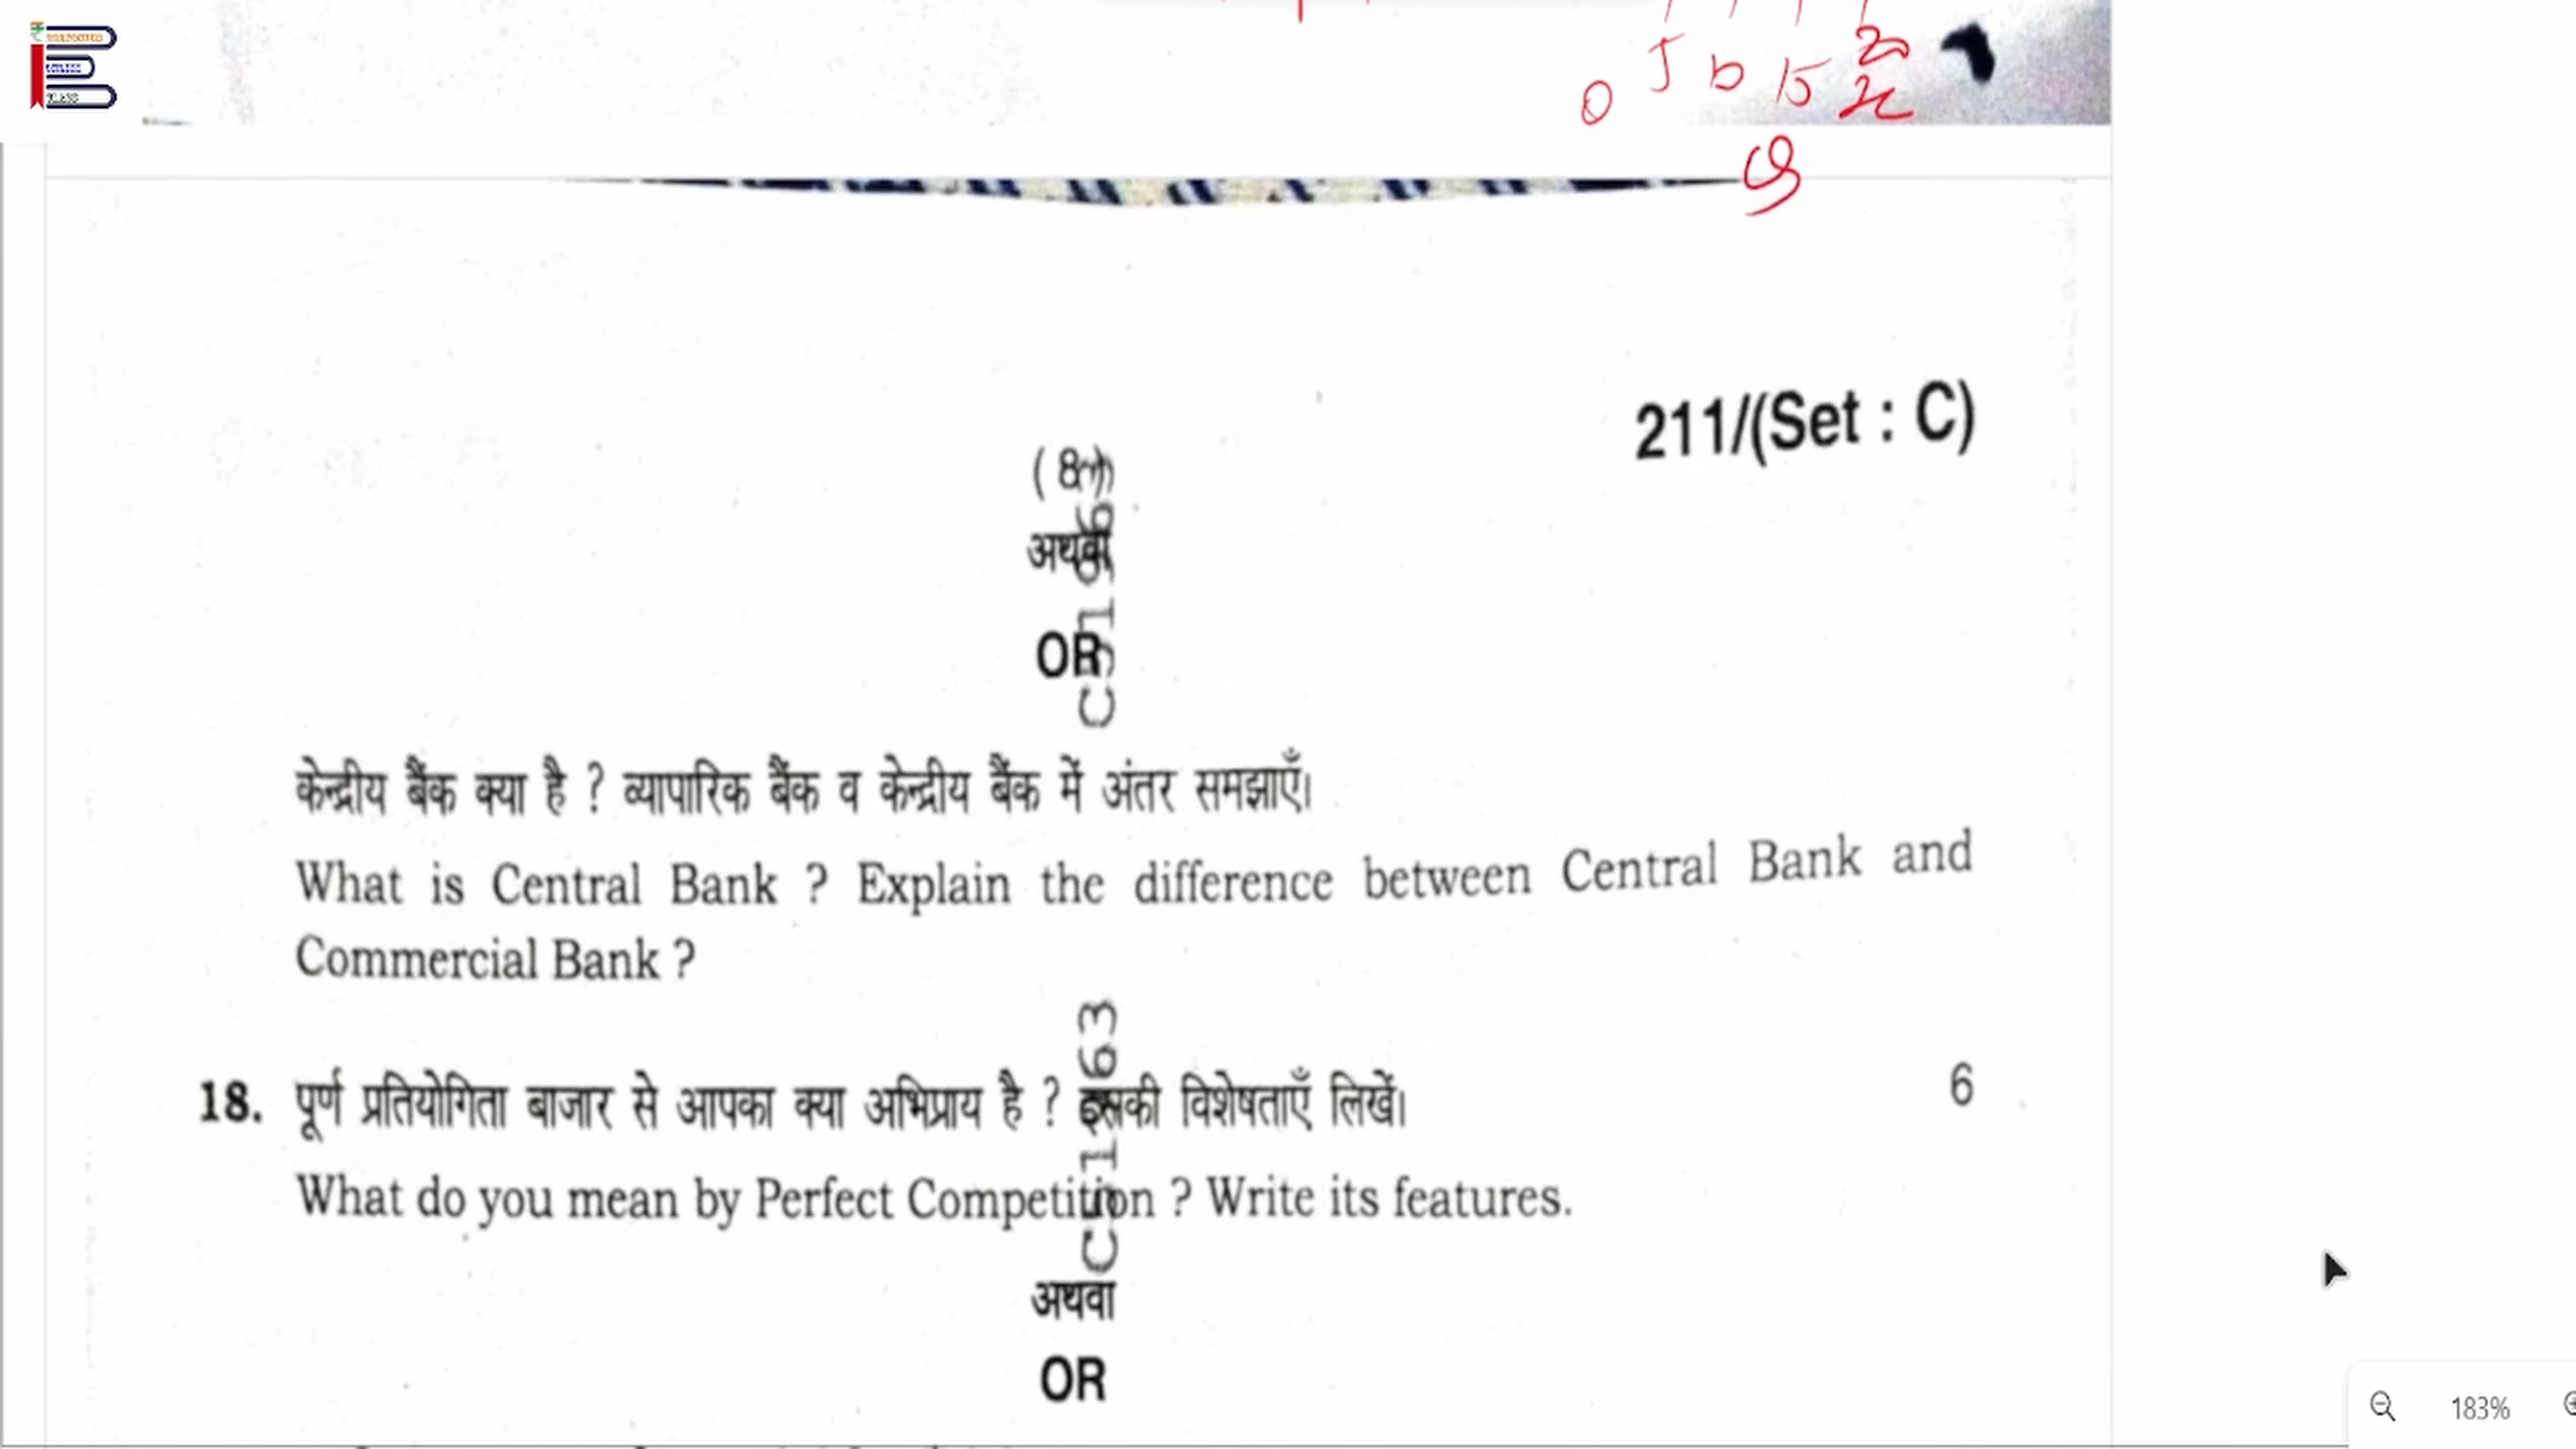 0 5 10 15 20
211/(Set : C)
( 8 )
अथवा
OR
केन्द्रीय बैंक क्या है ? व्यापारिक बैंक व केन्द्रीय बैंक में अंतर समझाएँ।
What is Central Bank ? Explain the difference between Central Bank and
Commercial Bank ?
18. पूर्ण प्रतियोगिता बाजार से आपका क्या अभिप्राय है ? इसकी विशेषताएँ लिखें। 6
What do you mean by Perfect Competition ? Write its features.
अथवा
OR
183%